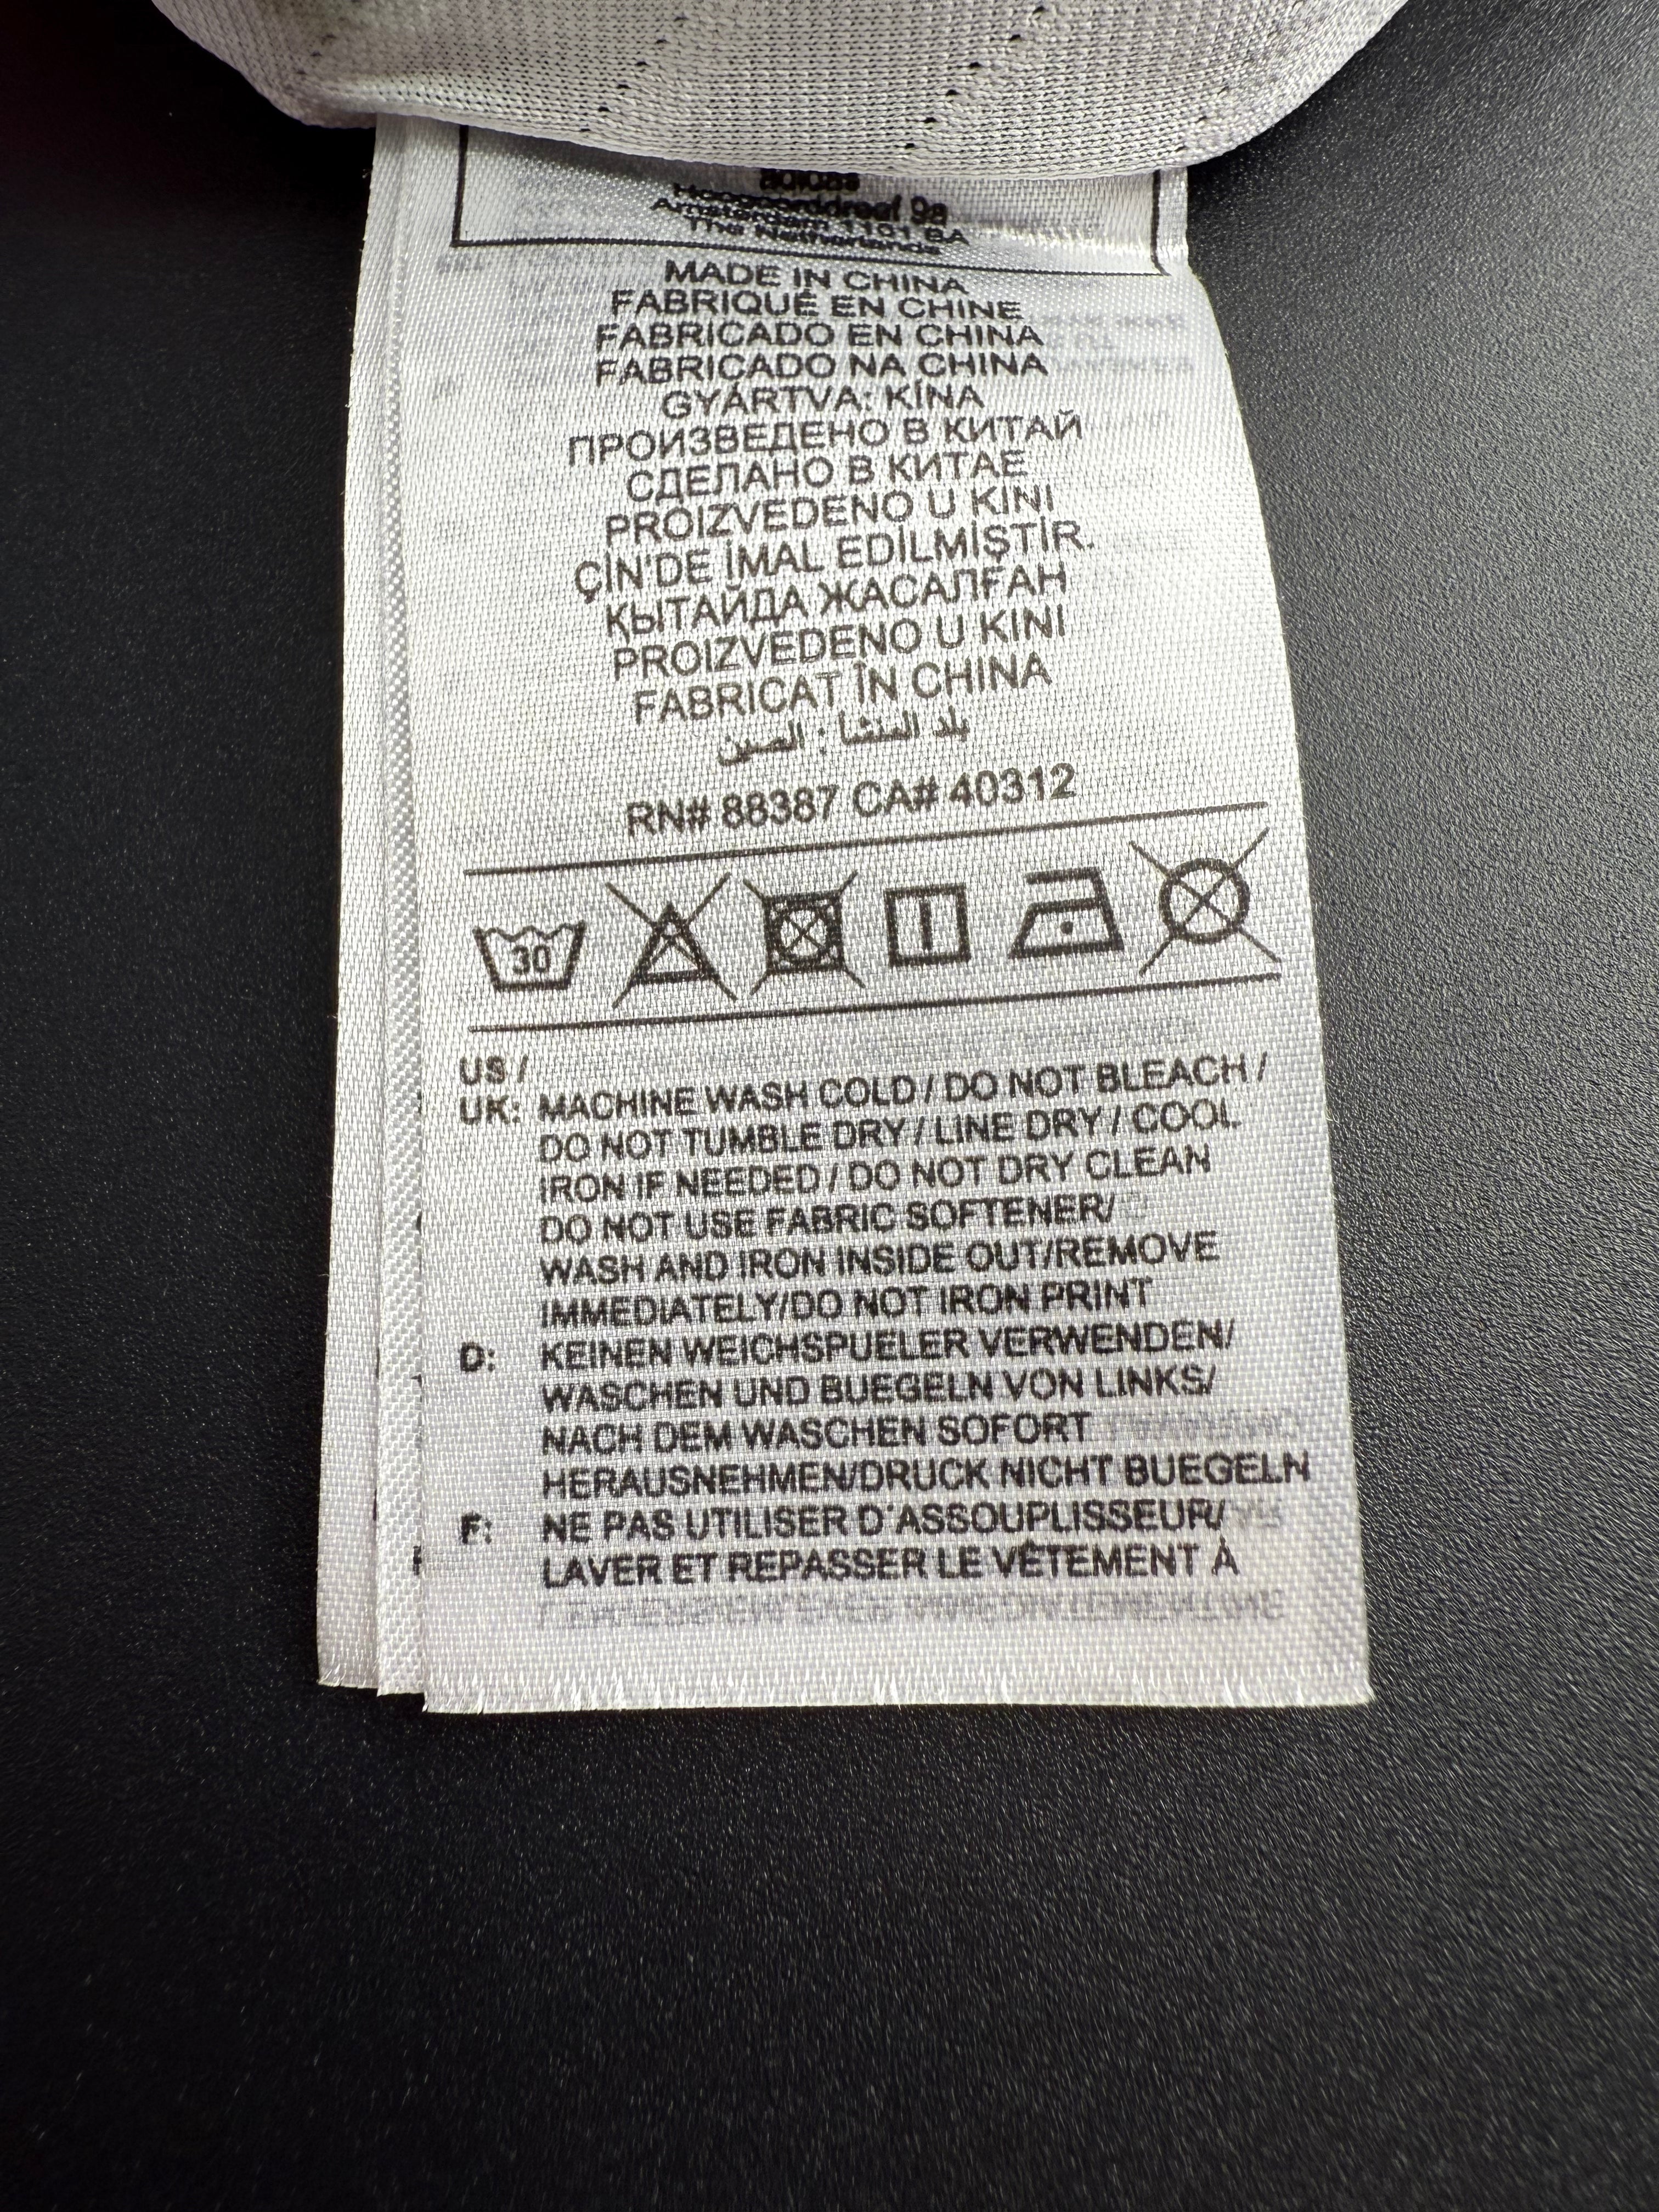 adidas
Hoogoorddreef 9a
Amsterdam 1101 BA
The Netherlands
MADE IN CHINA
FABRIQUÉ EN CHINE
FABRICADO EN CHINA
FABRICADO NA CHINA
GYÁRTVA: KÍNA
ПРОИЗВЕДЕНО В КИТАЙ
СДЕЛАНО В КИТАЕ
PROIZVEDENO U KINI
ÇİN'DE İMAL EDİLMİŞTİR.
ҚЫТАЙДА ЖАСАЛҒАН
PROIZVEDENO U KINI
FABRICAT ÎN CHINA
بلد المنشا : الصين
RN# 88387 CA# 40312
30
US /
UK: MACHINE WASH COLD / DO NOT BLEACH /
DO NOT TUMBLE DRY / LINE DRY / COOL
IRON IF NEEDED / DO NOT DRY CLEAN
DO NOT USE FABRIC SOFTENER/
WASH AND IRON INSIDE OUT/REMOVE
IMMEDIATELY/DO NOT IRON PRINT
D: KEINEN WEICHSPUELER VERWENDEN/
WASCHEN UND BUEGELN VON LINKS/
NACH DEM WASCHEN SOFORT
HERAUSNEHMEN/DRUCK NICHT BUEGELN
F: NE PAS UTILISER D'ASSOUPLISSEUR/
LAVER ET REPASSER LE VÊTEMENT À